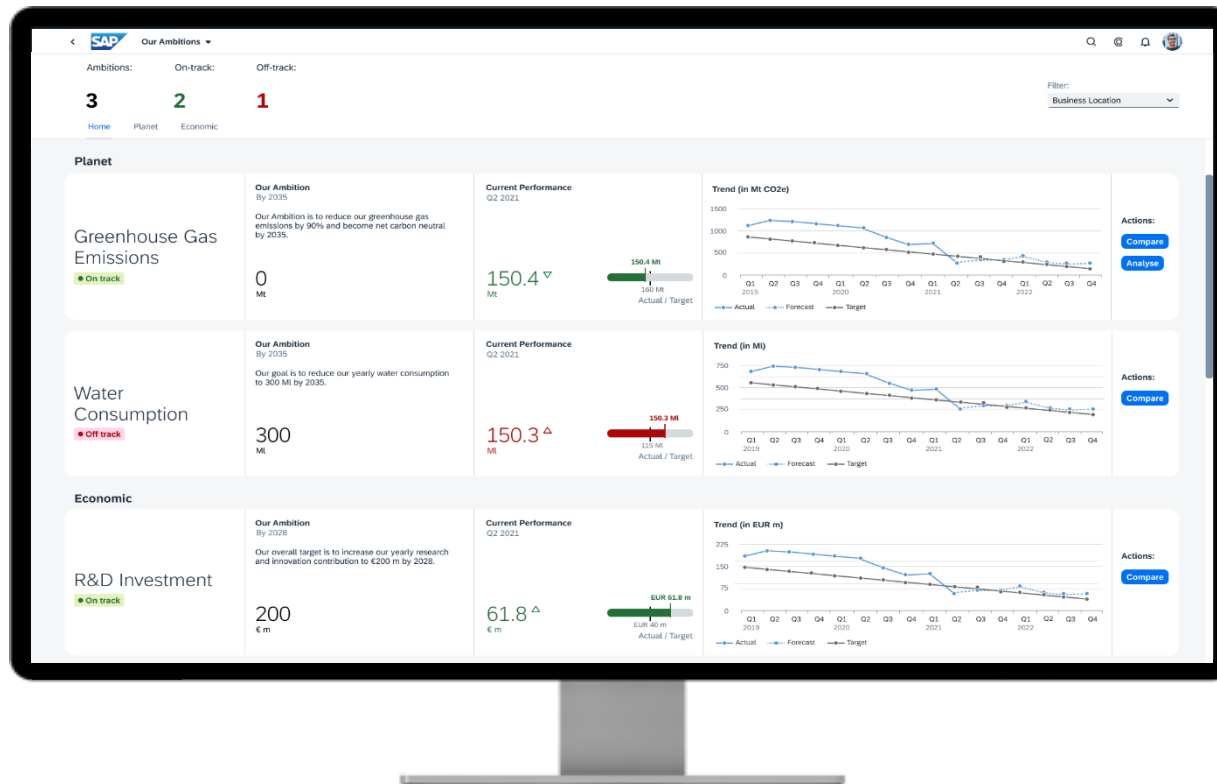 SAP
Our Ambitions
Ambitions:
On-track:
Off-track:
3
2
1
Filter:
Business Location
Home
Planet
Economic
Planet
Greenhouse Gas
Emissions
On track
Our Ambition
By 2035
Our Ambition is to reduce our greenhouse gas
emissions by 90% and become net carbon neutral
by 2035.
0
Mt
Current Performance
Q2 2021
150.4
Mt
150.4 Mt
160 Mt
Actual / Target
Trend (in Mt CO2e)
1500
1000
500
0
Q1 Q2 Q3 Q4 Q1 Q2 Q3 Q4 Q1 Q2 Q3 Q4 Q1 Q2 Q3 Q4
2019 2020 2021 2022
Actual Forecast Target
Actions:
Compare
Analyse
Water
Consumption
Off track
Our Ambition
By 2035
Our goal is to reduce our yearly water consumption
to 300 Ml by 2035.
300
Ml
Current Performance
Q2 2021
150.3
Ml
150.3 Ml
115 Ml
Actual / Target
Trend (in Ml)
750
500
250
0
Q1 Q2 Q3 Q4 Q1 Q2 Q3 Q4 Q1 Q2 Q3 Q4 Q1 Q2 Q3 Q4
2019 2020 2021 2022
Actual Forecast Target
Actions:
Compare
Economic
R&D Investment
On track
Our Ambition
By 2028
Our overall target is to increase our yearly research
and innovation contribution to €200 m by 2028.
200
€ m
Current Performance
Q2 2021
61.8
€ m
EUR 61.8 m
EUR 40 m
Actual / Target
Trend (in EUR m)
225
150
75
0
Q1 Q2 Q3 Q4 Q1 Q2 Q3 Q4 Q1 Q2 Q3 Q4 Q1 Q2 Q3 Q4
2019 2020 2021 2022
Actual Forecast Target
Actions:
Compare